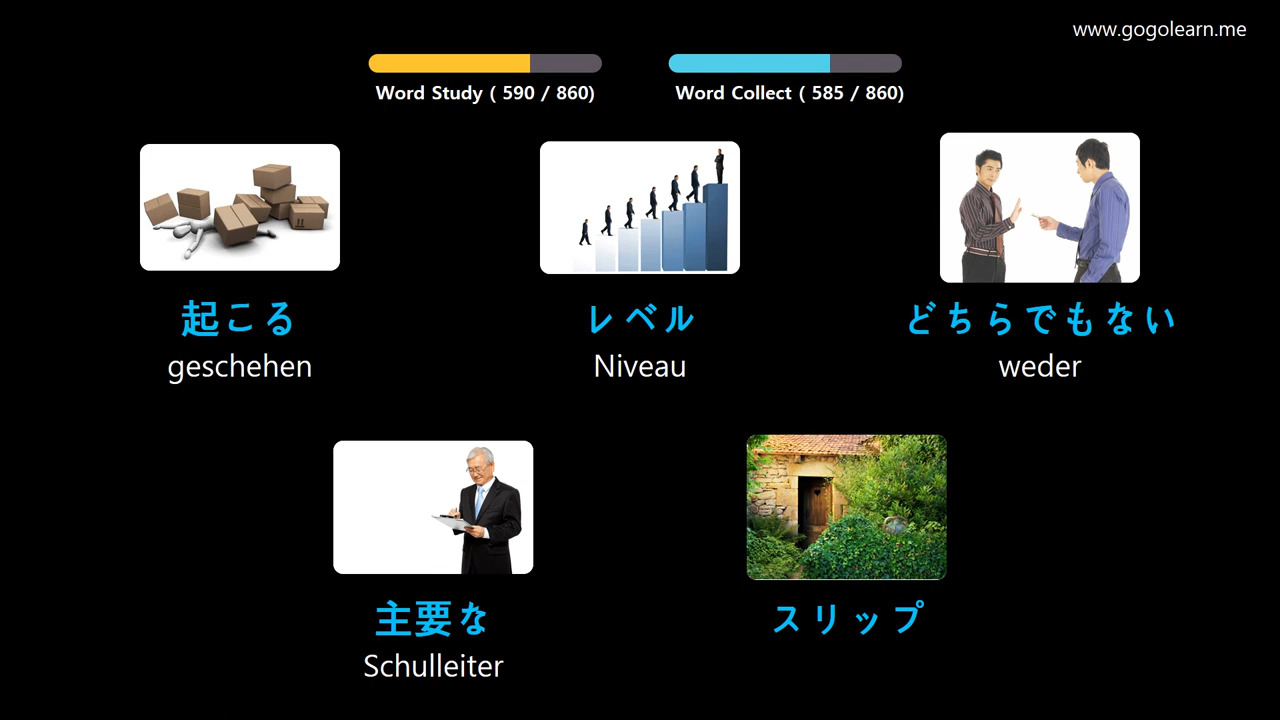 www.gogolearn.me
Word Study ( 590 / 860)
Word Collect ( 585 / 860)
起こる
geschehen
レベル
Niveau
どちらでもない
weder
主要な
Schulleiter
スリップ